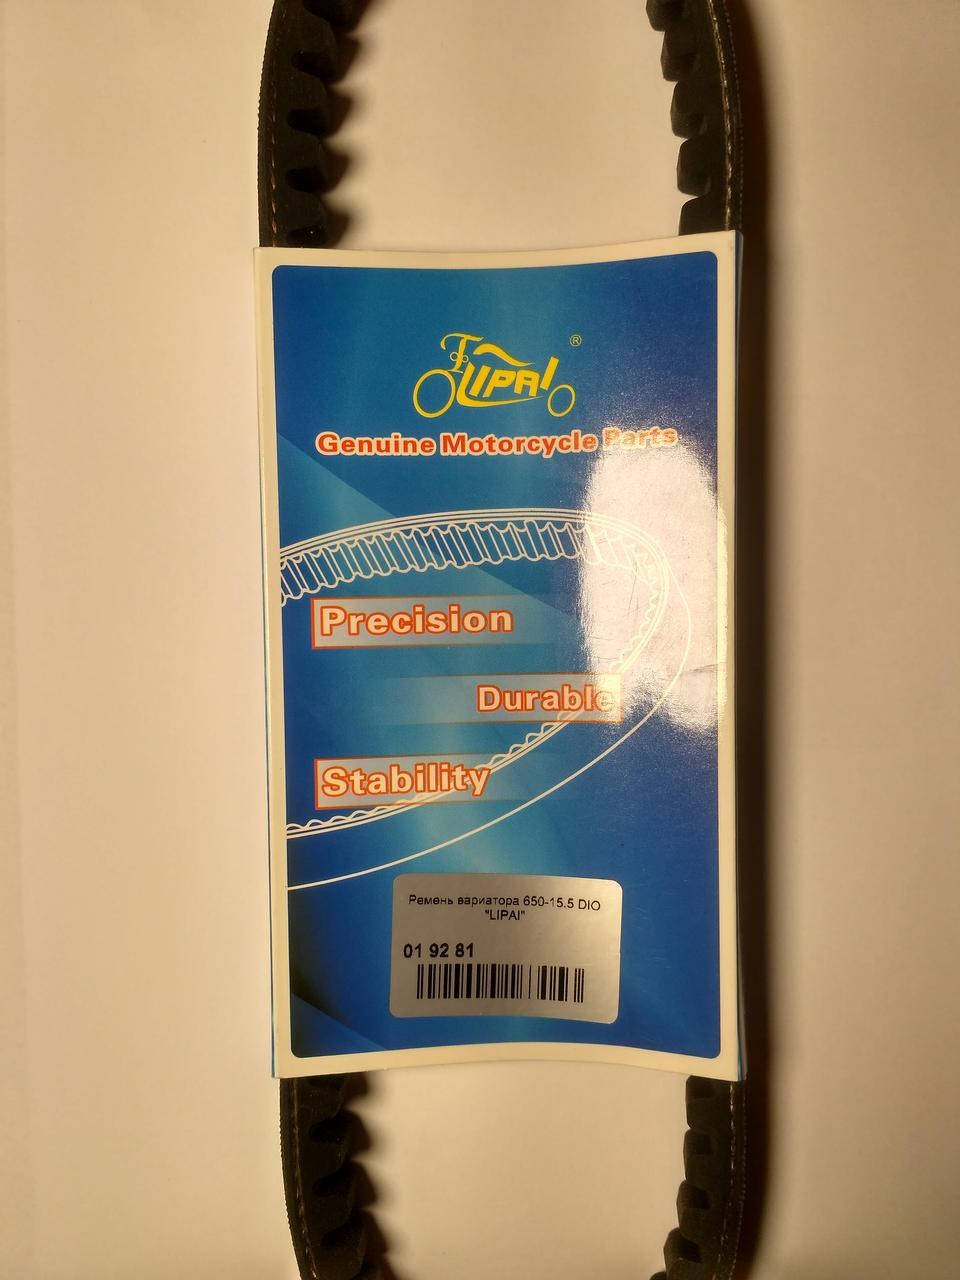 LIPAI ®
Genuine Motorcycle Parts
Precision
Durable
Stability
Ремень вариатора 650-15.5 DIO
"LIPAI"
01 92 81